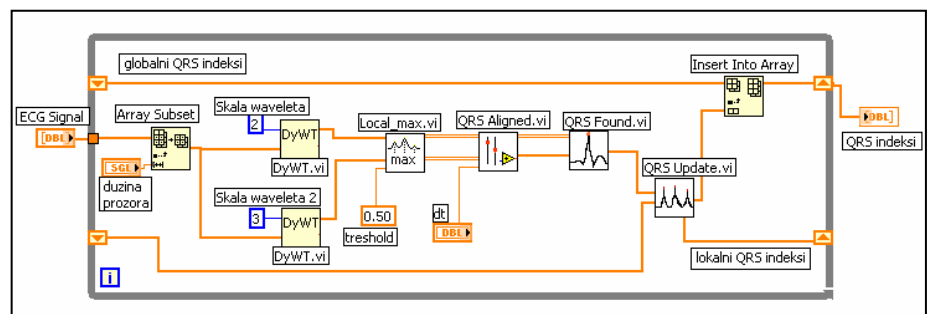 globalni QRS indeksi
Insert Into Array
ECG Signal
[DBL]
Array Subset
Skala waveleta
2
DyWT
DyWT.vi
Local_max.vi
max
QRS Aligned.vi
QRS Found.vi
DBL]
QRS indeksi
SGL
duzina
prozora
Skala waveleta 2
3
DyWT
DyWT.vi
0.50
treshold
dt
DBL
QRS Update.vi
lokalni QRS indeksi
i